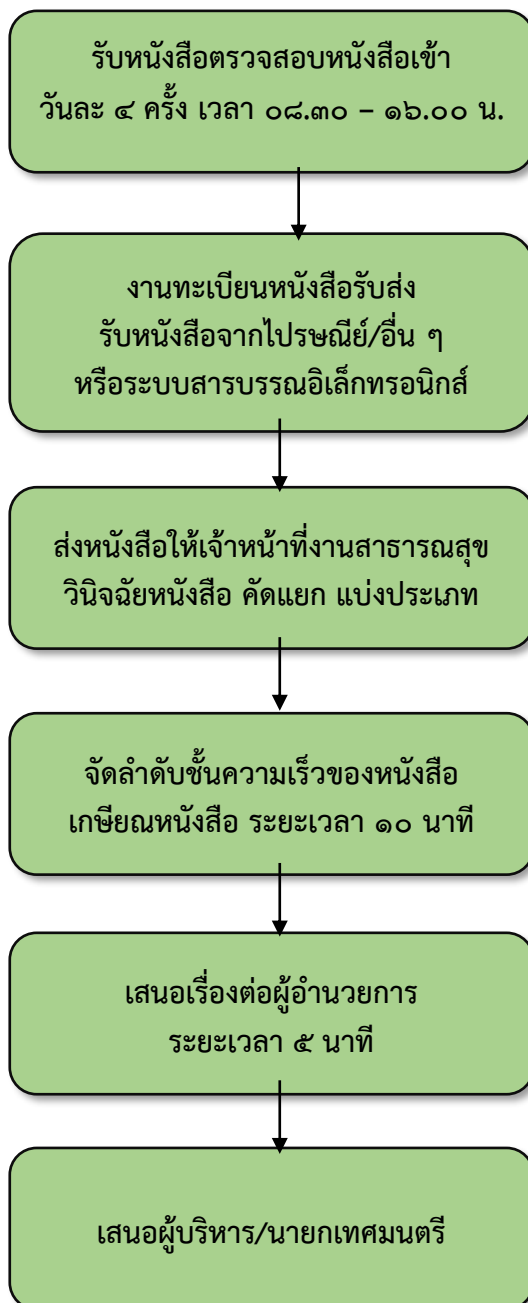 รับหนังสือตรวจสอบหนังสือเข้า
วันละ ๔ ครั้ง เวลา ๐๘.๓๐ – ๑๖.๐๐ น.
งานทะเบียนหนังสือรับส่ง
รับหนังสือจากไปรษณีย์/อื่น ๆ
หรือระบบสารบรรณอิเล็กทรอนิกส์
ส่งหนังสือให้เจ้าหน้าที่งานสาธารณสุข
วินิจฉัยหนังสือ คัดแยก แบ่งประเภท
จัดลำดับชั้นความเร็วของหนังสือ
เกษียณหนังสือ ระยะเวลา ๑๐ นาที
เสนอเรื่องต่อผู้อำนวยการ
ระยะเวลา ๕ นาที
เสนอผู้บริหาร/นายกเทศมนตรี